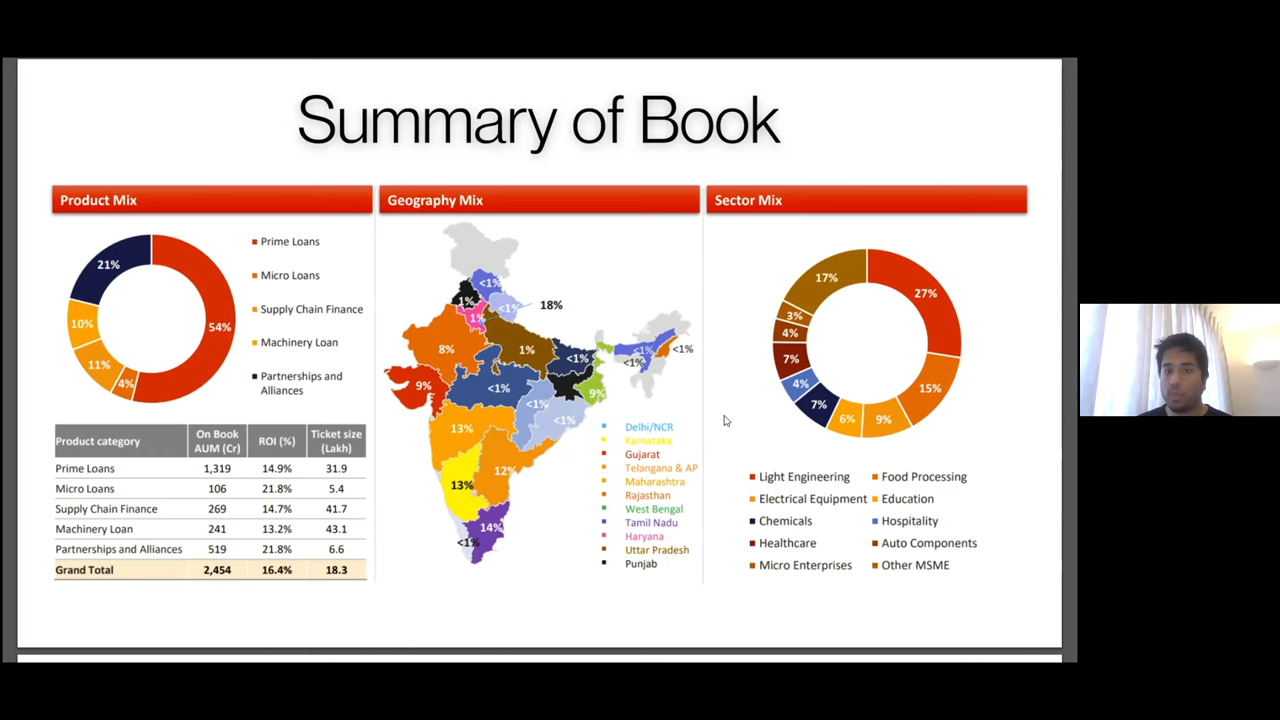 Summary of Book
Product Mix
21%
54%
10%
11%
4%
Prime Loans
Micro Loans
Supply Chain Finance
Machinery Loan
Partnerships and
Alliances
Product category On Book AUM (Cr) ROI (%) Ticket size (Lakh)
Prime Loans 1,319 14.9% 31.9
Micro Loans 106 21.8% 5.4
Supply Chain Finance 269 14.7% 41.7
Machinery Loan 241 13.2% 43.1
Partnerships and Alliances 519 21.8% 6.6
Grand Total 2,454 16.4% 18.3
Geography Mix
<1%
1%
<1%
18%
1%
8%
1%
<1%
<1%
<1%
<1%
9%
<1%
9%
<1%
<1%
13%
12%
13%
14%
<1%
Delhi/NCR
Karnataka
Gujarat
Telangana & AP
Maharashtra
Rajasthan
West Bengal
Tamil Nadu
Haryana
Uttar Pradesh
Punjab
Sector Mix
17%
27%
3%
4%
7%
4%
7%
6%
9%
15%
Light Engineering Food Processing
Electrical Equipment Education
Chemicals Hospitality
Healthcare Auto Components
Micro Enterprises Other MSME